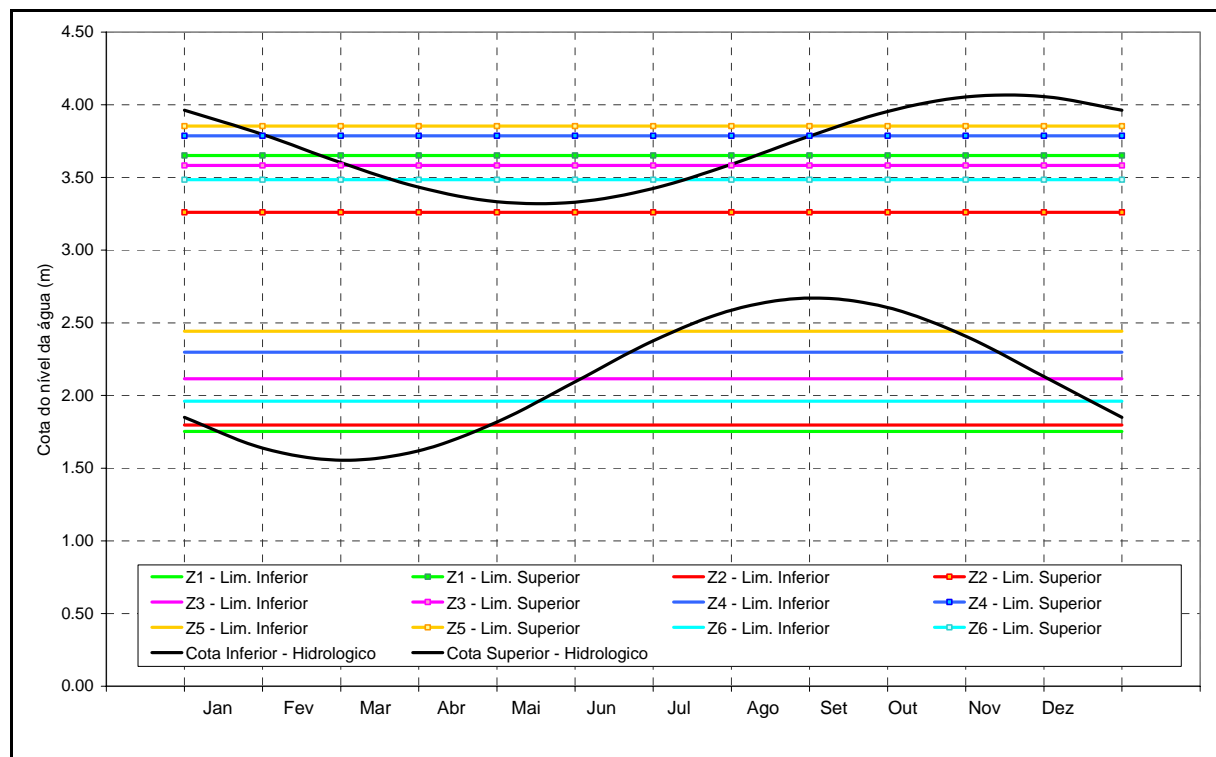 4.50
4.00
3.50
3.00
2.50
2.00
1.50
1.00
0.50
0.00
Cota do nível da água (m)
Z1 - Lim. Inferior Z1 - Lim. Superior Z2 - Lim. Inferior Z2 - Lim. Superior
Z3 - Lim. Inferior Z3 - Lim. Superior Z4 - Lim. Inferior Z4 - Lim. Superior
Z5 - Lim. Inferior Z5 - Lim. Superior Z6 - Lim. Inferior Z6 - Lim. Superior
Cota Inferior - Hidrologico Cota Superior - Hidrologico
Jan Fev Mar Abr Mai Jun Jul Ago Set Out Nov Dez